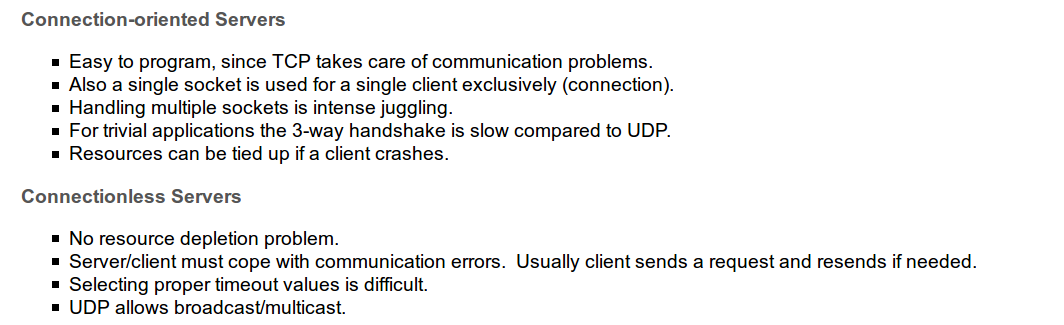 Connection-oriented Servers
▪ Easy to program, since TCP takes care of communication problems.
▪ Also a single socket is used for a single client exclusively (connection).
▪ Handling multiple sockets is intense juggling.
▪ For trivial applications the 3-way handshake is slow compared to UDP.
▪ Resources can be tied up if a client crashes.
Connectionless Servers
▪ No resource depletion problem.
▪ Server/client must cope with communication errors.  Usually client sends a request and resends if needed.
▪ Selecting proper timeout values is difficult.
▪ UDP allows broadcast/multicast.